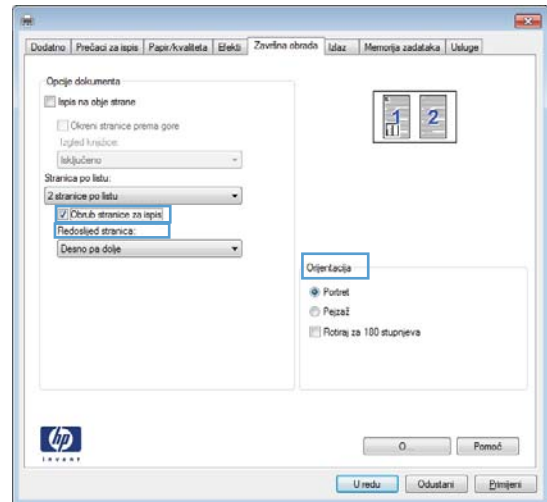 Dodatno Prečaci za ispis Papir/kvaliteta Efekti Završna obrada Izlaz Memorija zadataka Usluge
Opcije dokumenta
Ispis na obje strane
Okreni stranice prema gore
Izgled knjižice:
Isključeno
Stranica po listu:
2 stranice po listu
Obrub stranice za ispis
Redoslijed stranica:
Desno pa dolje
1 2
Orijentacija
Portret
Pejzaž
Rotiraj za 180 stupnjeva
hp
invent
O...
Pomoć
U redu
Odustani
Primijeni